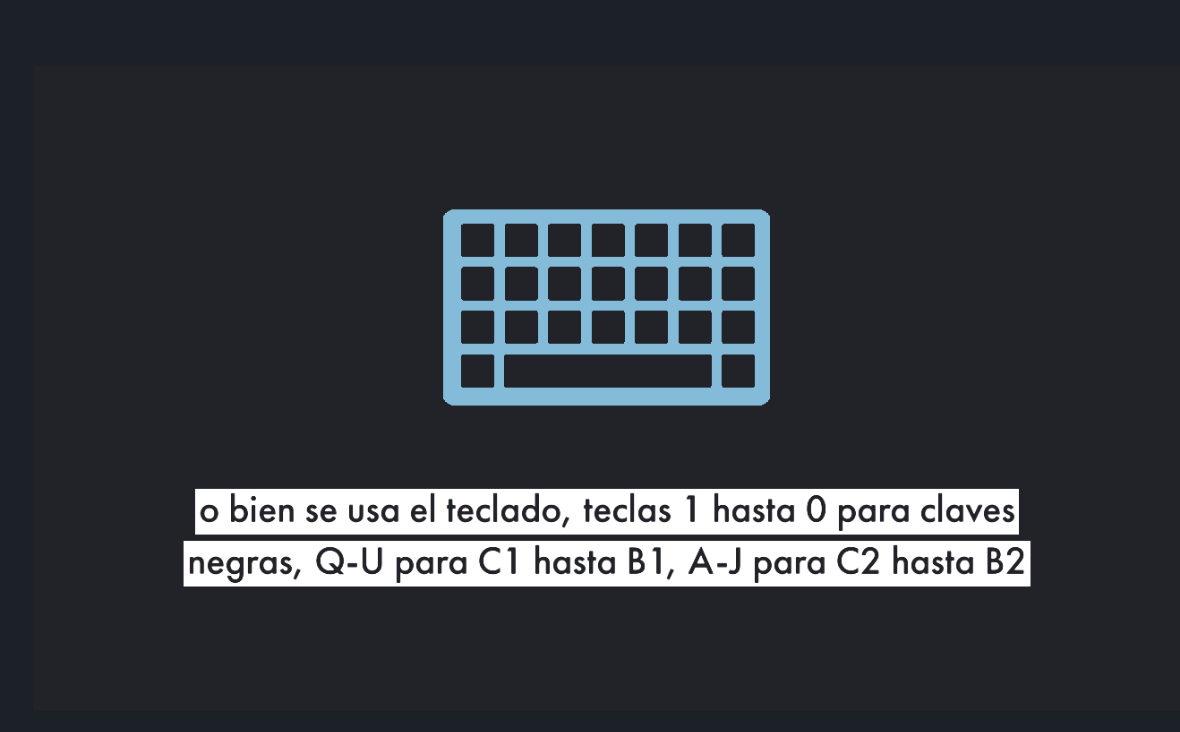 o bien se usa el teclado, teclas 1 hasta 0 para claves
negras, Q-U para C1 hasta B1, A-J para C2 hasta B2